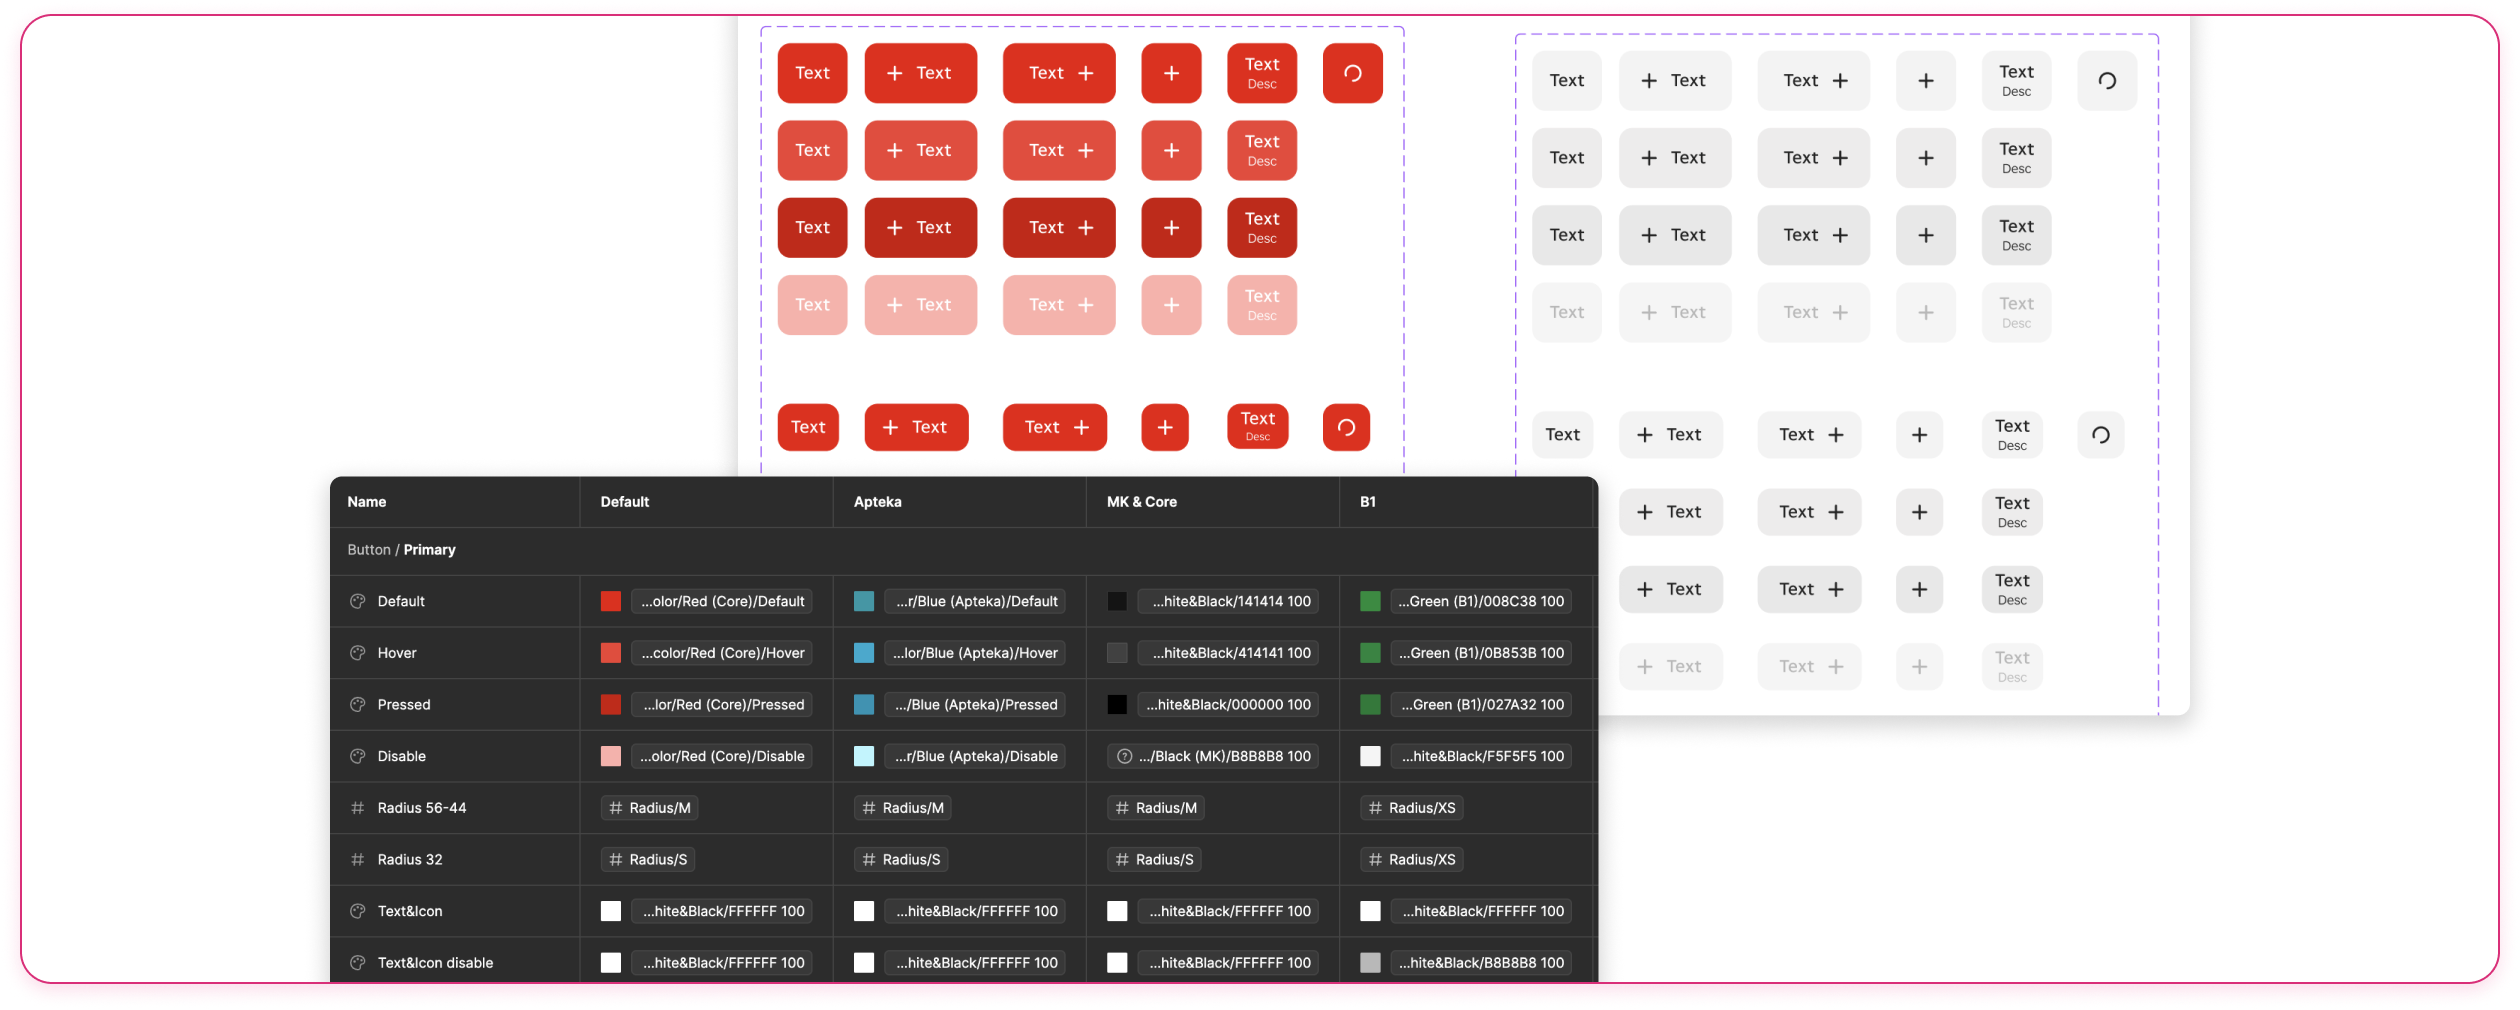 Text + Text Text + + Text
Desc
Text + Text Text + + Text
Desc
Text + Text Text + + Text
Desc
Text + Text Text + + Text
Desc
Text + Text Text + + Text
Desc
Text + Text Text + + Text
Desc
Text + Text Text + + Text
Desc
Text + Text Text + + Text
Desc
Text + Text Text + + Text
Desc
Text + Text Text + + Text
Desc
+ Text Text + + Text
Desc
+ Text Text + + Text
Desc
+ Text Text + + Text
Desc
Name Default Apteka MK & Core B1
Button / Primary
Default ...olor/Red (Core)/Default ...r/Blue (Apteka)/Default ...hite&Black/141414 100 ...Green (B1)/008C38 100
Hover ...color/Red (Core)/Hover ...lor/Blue (Apteka)/Hover ...hite&Black/414141 100 ...Green (B1)/0B853B 100
Pressed ...lor/Red (Core)/Pressed .../Blue (Apteka)/Pressed ...hite&Black/000000 100 ...Green (B1)/027A32 100
Disable ...olor/Red (Core)/Disable ...r/Blue (Apteka)/Disable .../Black (MK)/B8B8B8 100 ...hite&Black/F5F5F5 100
Radius 56-44 Radius/M Radius/M Radius/M Radius/XS
Radius 32 Radius/S Radius/S Radius/S Radius/XS
Text&Icon ...hite&Black/FFFFFF 100 ...hite&Black/FFFFFF 100 ...hite&Black/FFFFFF 100 ...hite&Black/FFFFFF 100
Text&Icon disable ...hite&Black/FFFFFF 100 ...hite&Black/FFFFFF 100 ...hite&Black/FFFFFF 100 ...hite&Black/B8B8B8 100